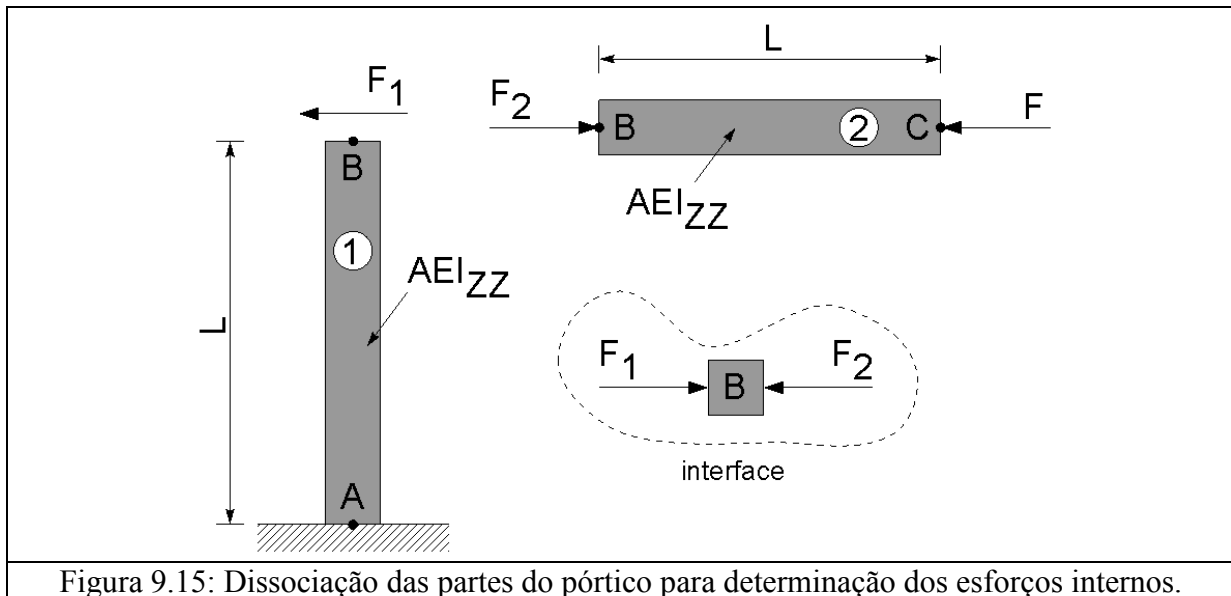 F1
B
1
AEIZZ
L
A
L
F2
B
2
C
F
AEIZZ
F1
B
F2
interface
Figura 9.15: Dissociação das partes do pórtico para determinação dos esforços internos.